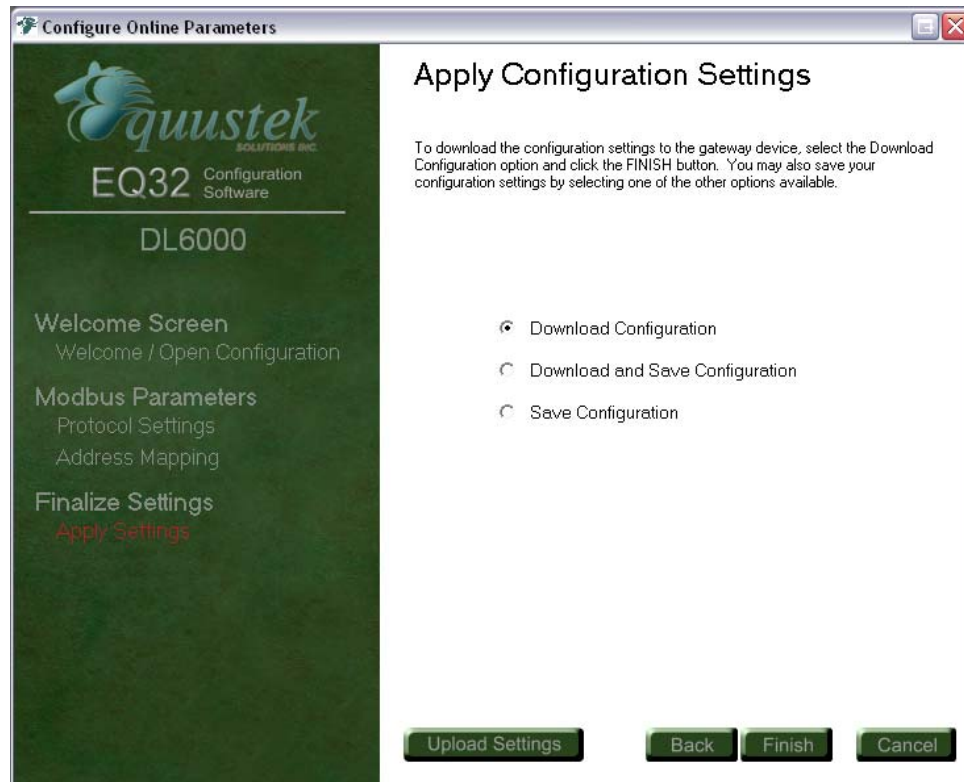 Configure Online Parameters
Equustek
SOLUTIONS INC.
EQ32 Configuration Software
DL6000
Welcome Screen
Welcome / Open Configuration
Modbus Parameters
Protocol Settings
Address Mapping
Finalize Settings
Apply Settings
Apply Configuration Settings
To download the configuration settings to the gateway device, select the Download
Configuration option and click the FINISH button. You may also save your
configuration settings by selecting one of the other options available.
Download Configuration
Download and Save Configuration
Save Configuration
Upload Settings
Back
Finish
Cancel